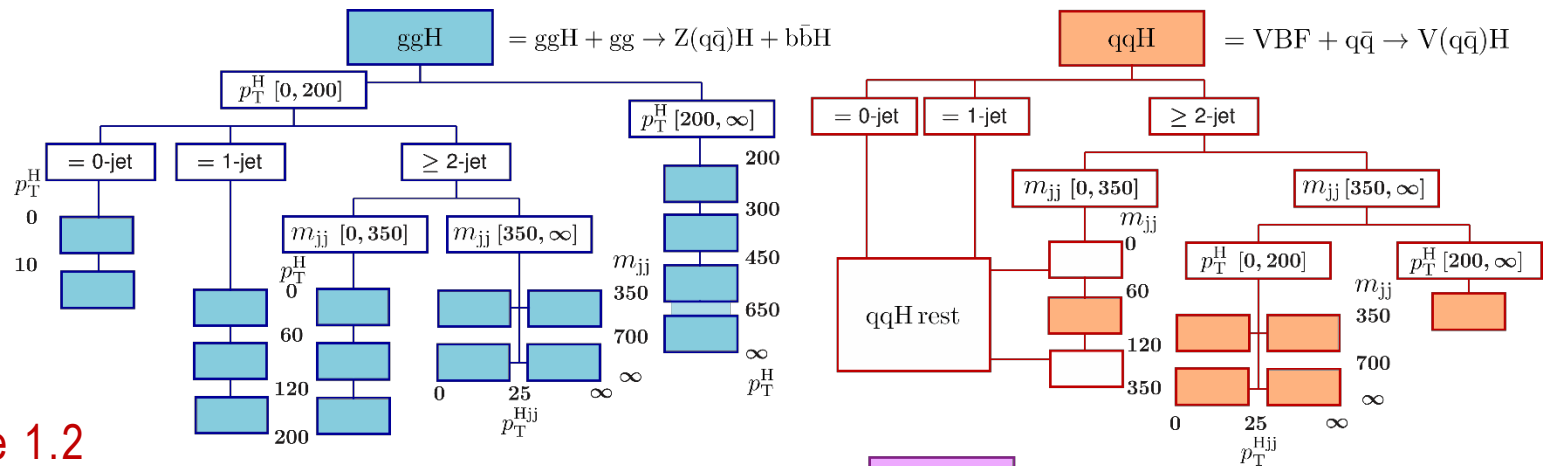 ggH = ggH + gg → Z(qq̄)H + bb̄H
p_T^H [0, 200]
p_T^H [200, ∞]
= 0-jet
= 1-jet
≥ 2-jet
p_T^H
0
10
m_jj [0, 350]
m_jj [350, ∞]
p_T^H
0
60
120
200
m_jj
350
700
∞
0 25 ∞
p_T^Hjj
200
300
450
650
∞
p_T^H
qqH = VBF + qq̄ → V(qq̄)H
= 0-jet
= 1-jet
≥ 2-jet
m_jj [0, 350]
m_jj [350, ∞]
m_jj
0
60
120
350
qqH rest
p_T^H [0, 200]
p_T^H [200, ∞]
m_jj
350
700
∞
0 25 ∞
p_T^Hjj
e 1.2